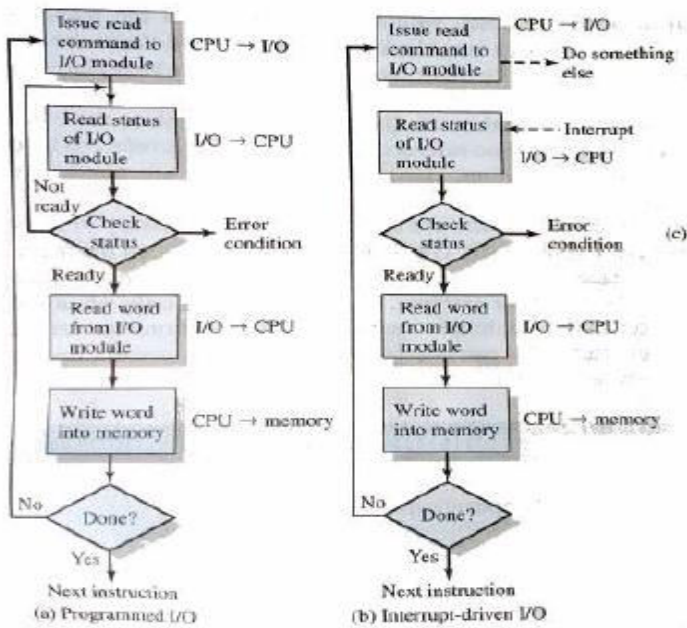 Issue read
command to
I/O module
CPU → I/O
Read status
of I/O
module
I/O → CPU
Not
ready
Check
status
Error
condition
Ready
Read word
from I/O
module
I/O → CPU
Write word
into memory
CPU → memory
No
Done?
Yes
Next instruction
(a) Programmed I/O
CPU → I/O
Issue read
command to
I/O module
Do something
else
Read status
of I/O
module
Interrupt
I/O → CPU
Check
status
Error
condition
(c)
Ready
Read word
from I/O
module
I/O → CPU
Write word
into memory
CPU → memory
No
Done?
Yes
Next instruction
(b) Interrupt-driven I/O